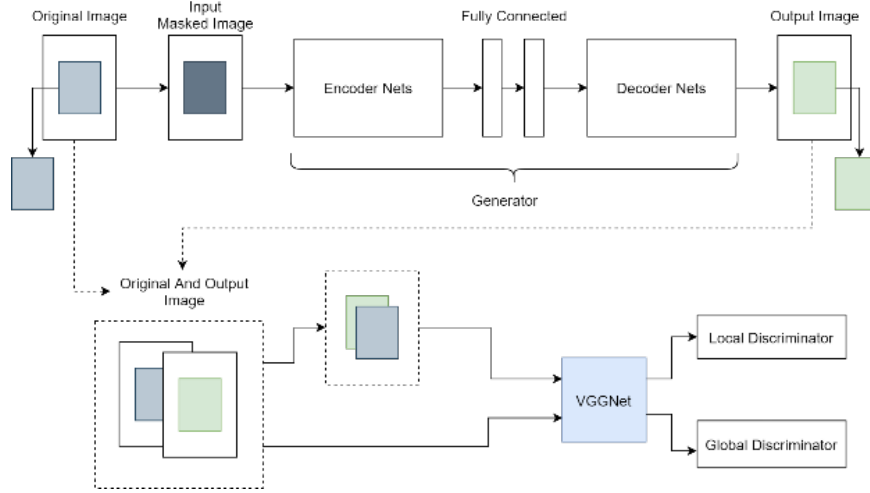 Original Image
Input
Masked Image
Fully Connected
Output Image
Encoder Nets
Decoder Nets
Generator
Original And Output
Image
Local Discriminator
VGGNet
Global Discriminator